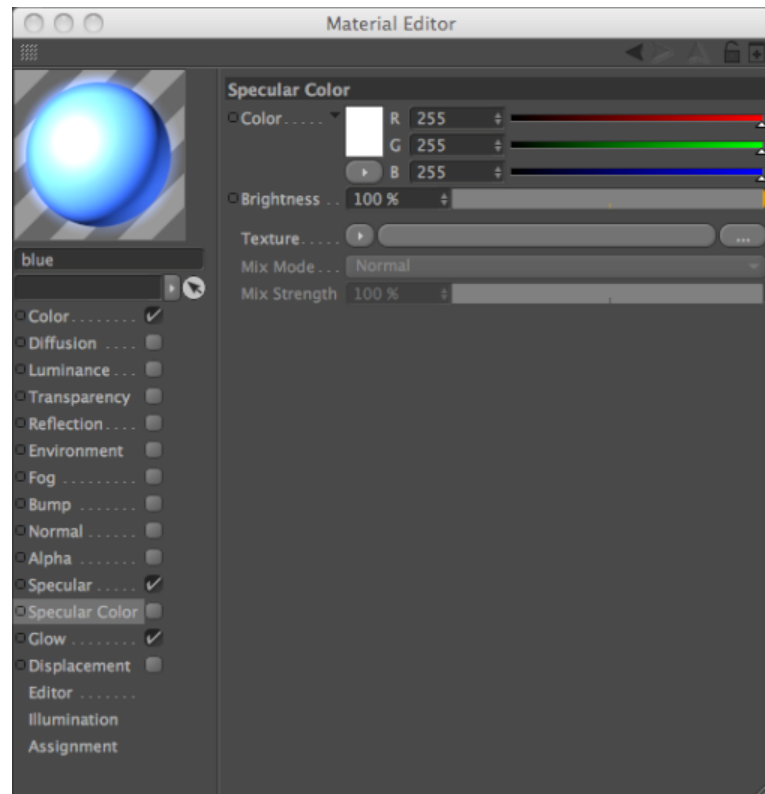 Material Editor
Specular Color
Color..... R 255
G 255
B 255
Brightness .. 100 %
Texture..... ...
Mix Mode... Normal
Mix Strength 100 %
blue
Color........
Diffusion ....
Luminance...
Transparency
Reflection....
Environment
Fog .........
Bump .......
Normal ......
Alpha .......
Specular .....
Specular Color
Glow ........
Displacement
Editor .......
Illumination
Assignment